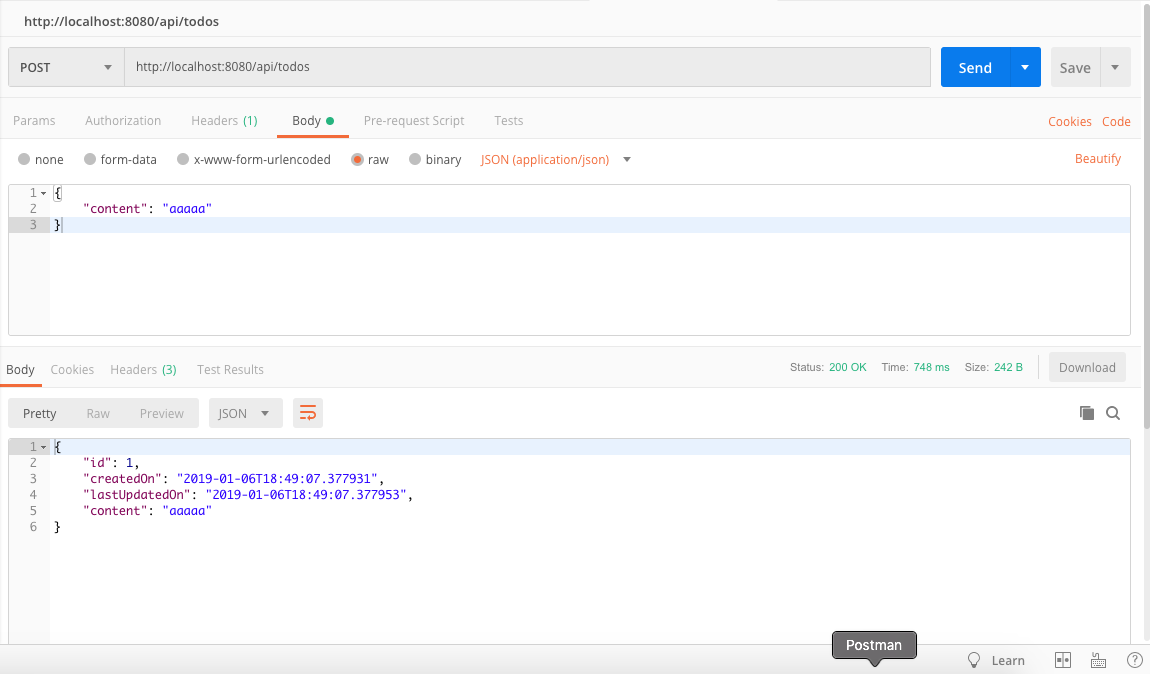 http://localhost:8080/api/todos
POST http://localhost:8080/api/todos Send Save
Params Authorization Headers (1) Body Pre-request Script Tests Cookies Code
none form-data x-www-form-urlencoded raw binary JSON (application/json) Beautify
1 {
2 "content": "aaaaa"
3 }
Body Cookies Headers (3) Test Results Status: 200 OK Time: 748 ms Size: 242 B Download
Pretty Raw Preview JSON
1 {
2 "id": 1,
3 "createdOn": "2019-01-06T18:49:07.377931",
4 "lastUpdatedOn": "2019-01-06T18:49:07.377953",
5 "content": "aaaaa"
6 }
Postman
Learn